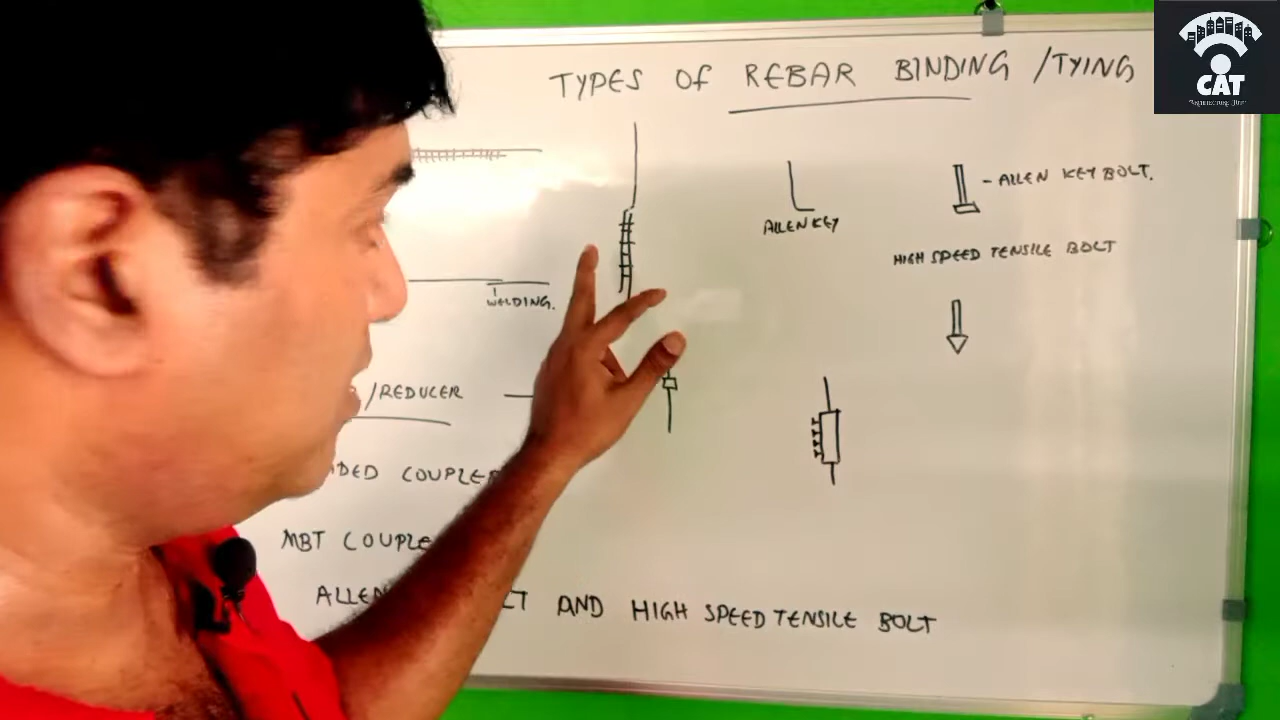 TYPES OF REBAR BINDING / TYING
CAT
- ALLEN KEY BOLT.
ALLEN KEY
HIGH SPEED TENSILE BOLT
WELDING.
/REDUCER
DED COUPLER
MBT COUPLE
ALLEN CT AND HIGH SPEED TENSILE BOLT